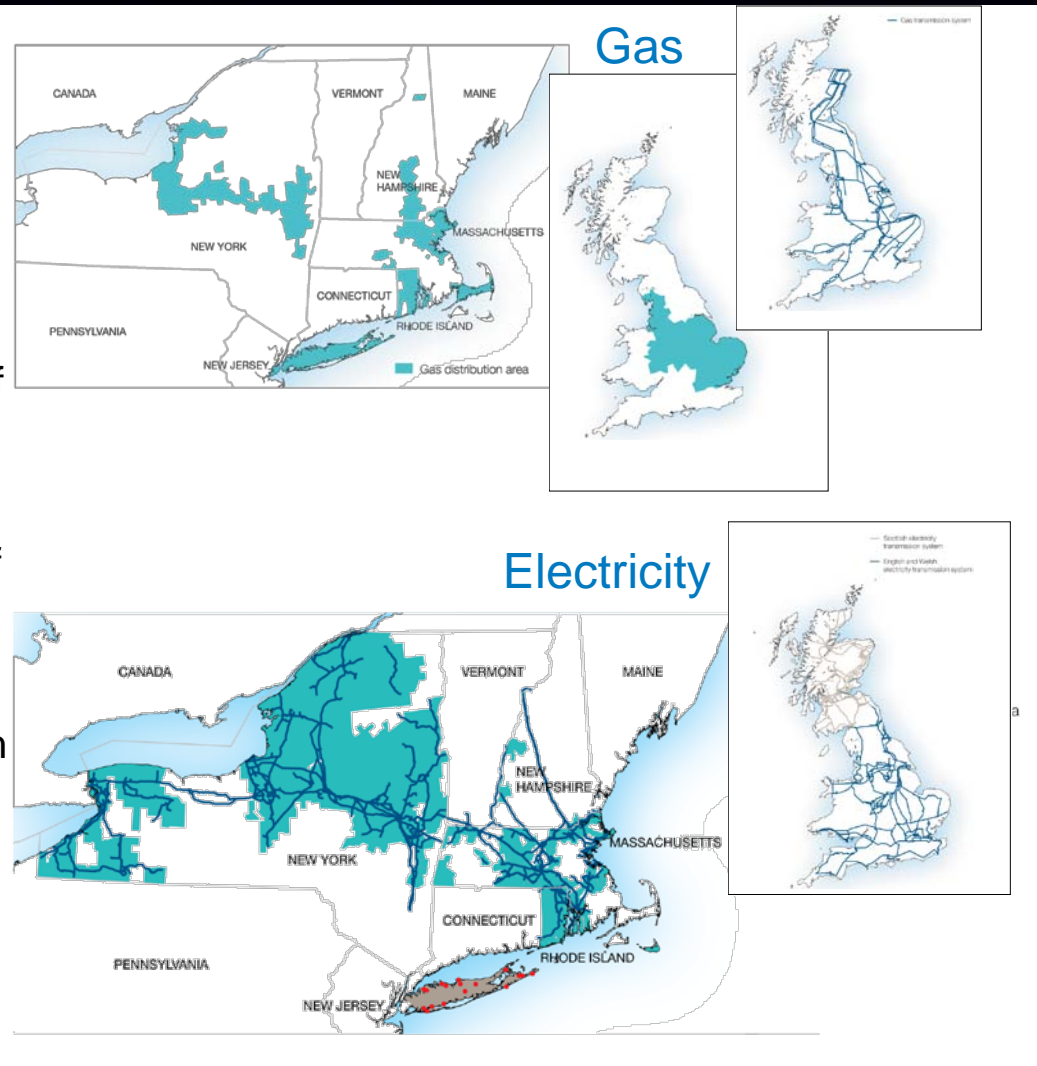 Gas
Gas transmission system
CANADA
VERMONT
MAINE
NEW
HAMPSHIRE
MASSACHUSETTS
NEW YORK
CONNECTICUT
RHODE ISLAND
PENNSYLVANIA
NEW JERSEY
Gas distribution area
Electricity
Scottish electricity
transmission system
English and Welsh
electricity transmission system
CANADA
VERMONT
MAINE
a
NEW
HAMPSHIRE
MASSACHUSETTS
NEW YORK
CONNECTICUT
RHODE ISLAND
PENNSYLVANIA
NEW JERSEY